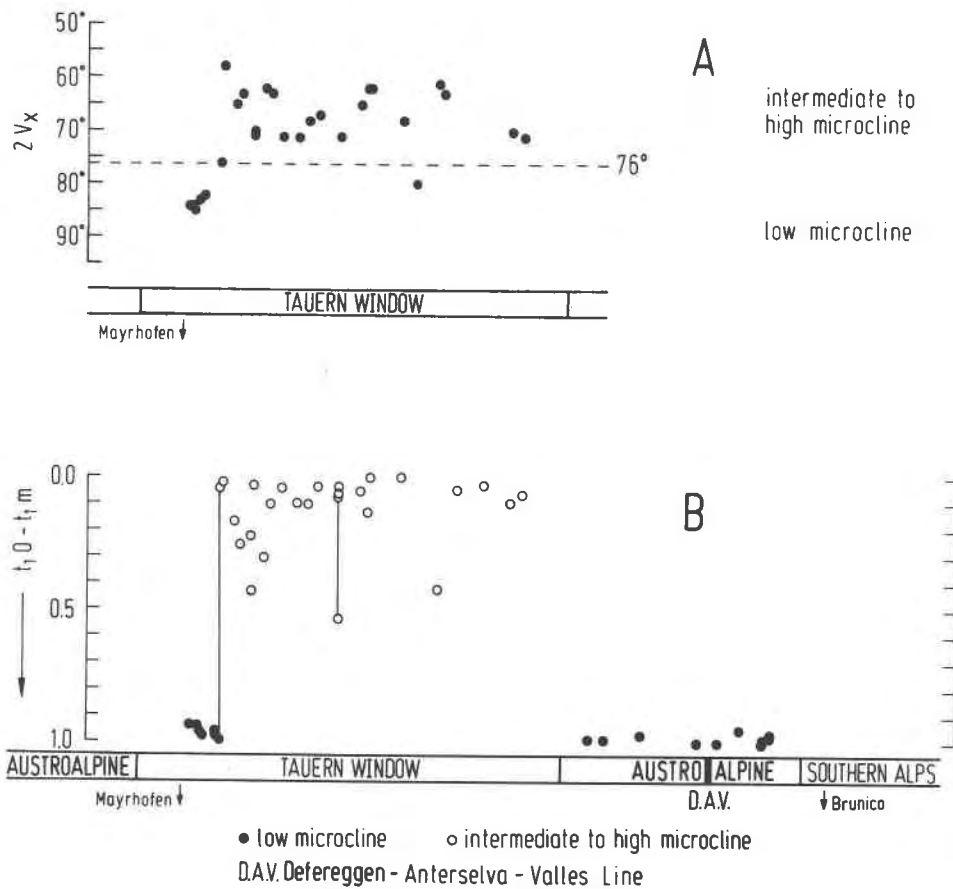 50°
60°
70°
80°
90°
2 Vx
A
intermediate to
high microcline
76°
low microcline
TAUERN WINDOW
Mayrhofen ↓
0.0
0.5
1.0
t₁O - t₁m
B
AUSTROALPINE
TAUERN WINDOW
AUSTRO ALPINE
SOUTHERN ALPS
Mayrhofen ↓
D.A.V.
↓ Brunico
● low microcline ○ intermediate to high microcline
D.A.V. Defereggen - Anterselva - Valles Line